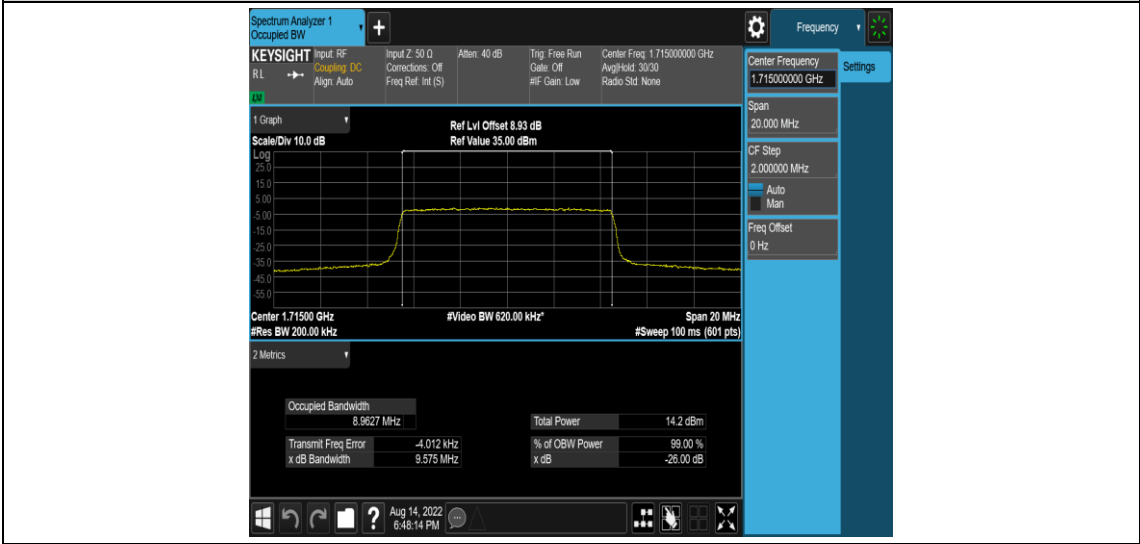 Spectrum Analyzer 1
Occupied BW
+
Frequency
KEYSIGHT
RL
LNI
Input: RF
Coupling: DC
Align: Auto
Input Z: 50 Ω
Corrections: Off
Freq Ref: Int (S)
Atten: 40 dB
Trig: Free Run
Gate: Off
#IF Gain: Low
Center Freq: 1.715000000 GHz
Avg|Hold: 30/30
Radio Std: None
1 Graph
Scale/Div 10.0 dB
Ref Lvl Offset 8.93 dB
Ref Value 35.00 dBm
Log
25.0
15.0
5.00
-5.00
-15.0
-25.0
-35.0
-45.0
-55.0
Center 1.71500 GHz
#Video BW 620.00 kHz*
Span 20 MHz
#Res BW 200.00 kHz
#Sweep 100 ms (601 pts)
2 Metrics
Occupied Bandwidth
8.9627 MHz
Total Power 14.2 dBm
Transmit Freq Error -4.012 kHz
% of OBW Power 99.00 %
x dB Bandwidth 9.575 MHz
x dB -26.00 dB
Center Frequency
1.715000000 GHz
Settings
Span
20.000 MHz
CF Step
2.000000 MHz
Auto
Man
Freq Offset
0 Hz
?
Aug 14, 2022
6:48:14 PM